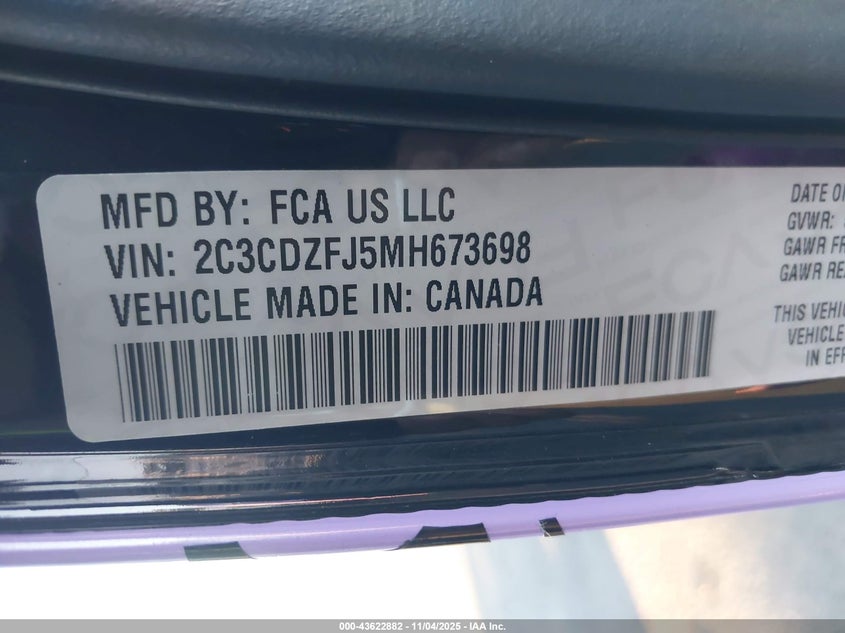 MFD BY: FCA US LLC
VIN: 2C3CDZFJ5MH673698
VEHICLE MADE IN: CANADA
DATE O
GVWR:
GAWR FR
GAWR RE
THIS VEHI
VEHICLE
IN EFF
000-43622882 - 11/04/2025 - IAA Inc.